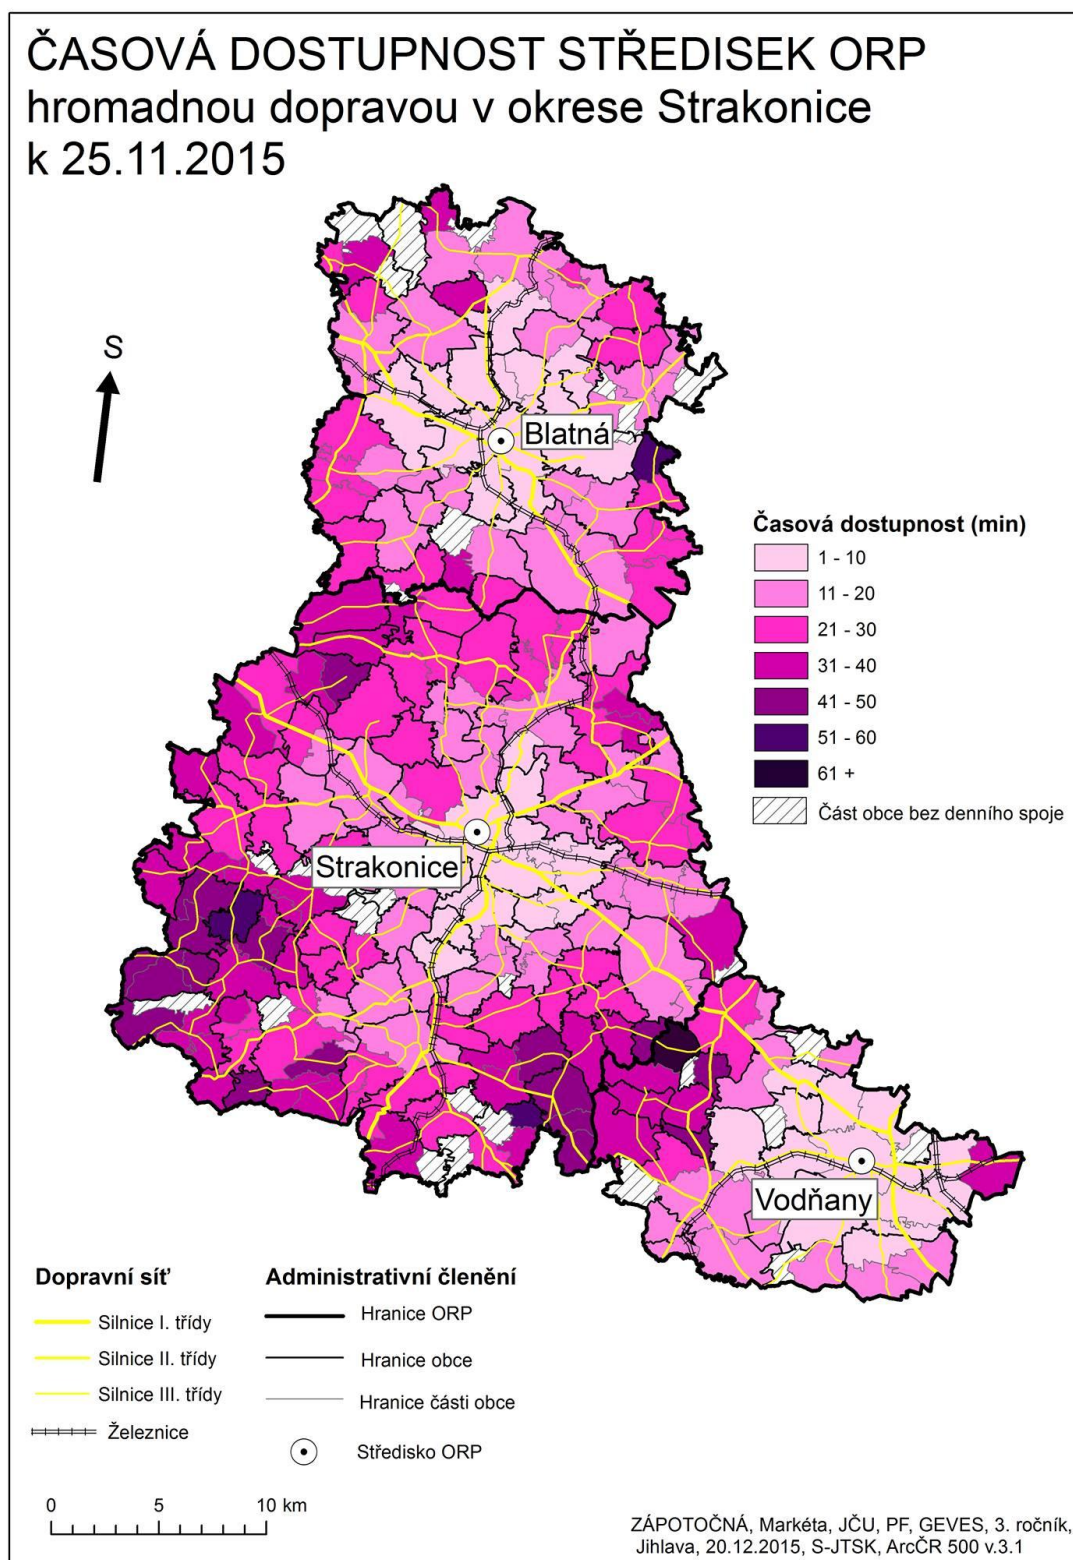 ČASOVÁ DOSTUPNOST STŘEDISEK ORP
hromadnou dopravou v okrese Strakonice
k 25.11.2015
S
Blatná
Časová dostupnost (min)
1 - 10
11 - 20
21 - 30
31 - 40
41 - 50
51 - 60
61 +
Část obce bez denního spoje
Strakonice
Vodňany
Dopravní síť
Silnice I. třídy
Silnice II. třídy
Silnice III. třídy
Železnice
Administrativní členění
Hranice ORP
Hranice obce
Hranice části obce
Středisko ORP
0 5 10 km
ZÁPOTOČNÁ, Markéta, JČU, PF, GEVES, 3. ročník,
Jihlava, 20.12.2015, S-JTSK, ArcČR 500 v.3.1